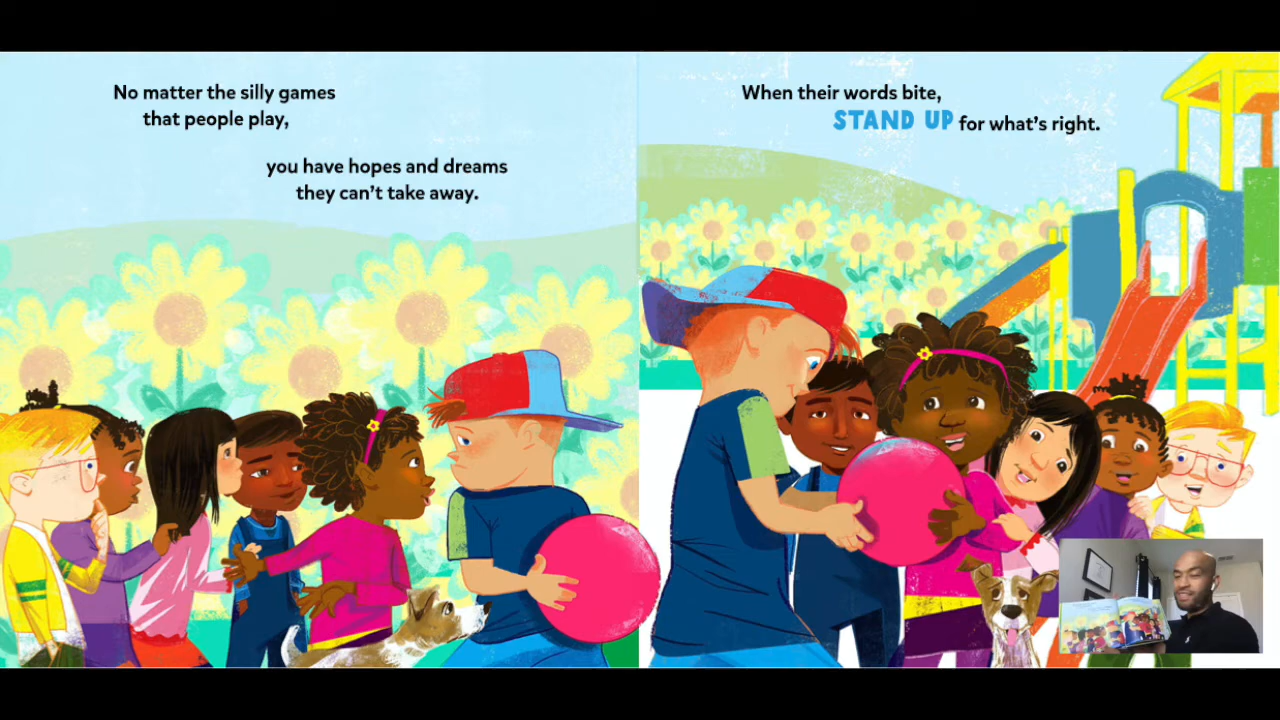 No matter the silly games
that people play,
you have hopes and dreams
they can't take away.
When their words bite,
STAND UP for what's right.